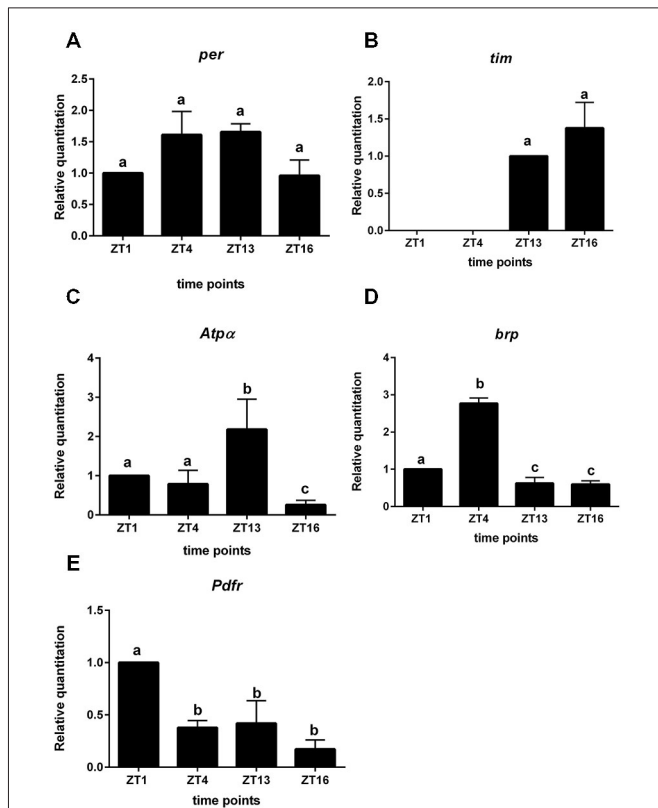 A
per
Relative quantitation
2.5
2.0
1.5
1.0
0.5
0.0
a
a
a
a
ZT1 ZT4 ZT13 ZT16
time points
B
tim
Relative quantitation
2.0
1.5
1.0
0.5
0.0
a
a
ZT1 ZT4 ZT13 ZT16
time points
C
Atpα
Relative quantitation
4
3
2
1
0
a
a
b
c
ZT1 ZT4 ZT13 ZT16
time points
D
brp
Relative quantitation
4
3
2
1
0
a
b
c
c
ZT1 ZT4 ZT13 ZT16
time points
E
Pdfr
Relative quantitation
1.5
1.0
0.5
0.0
a
b
b
b
ZT1 ZT4 ZT13 ZT16
time points